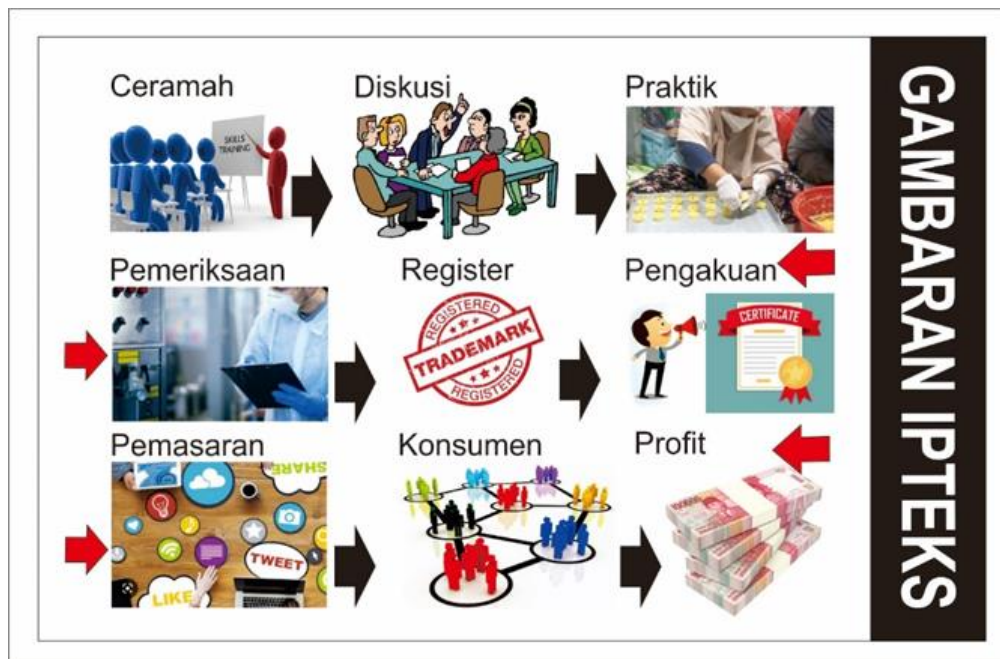 Ceramah
SKILLS
TRAINING
Diskusi
Praktik
Pemeriksaan
Register
REGISTERED
TRADEMARK
REGISTERED
Pengakuan
CERTIFICATE
Pemasaran
SHARE
TWEET
LIKE
Konsumen
Profit
100000
GAMBARAN IPTEKS